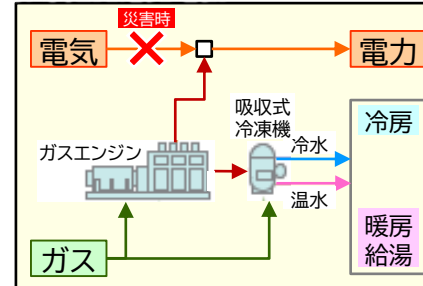 災害時
電気
電力
吸収式
冷凍機
冷房
ガスエンジン
冷水
温水
暖房
給湯
ガス